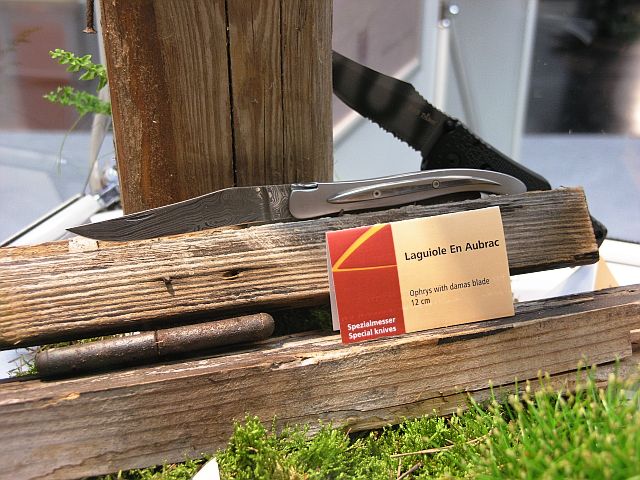 Laguiole En Aubrac
Ophrys with damas blade
12 cm
Spezialmesser
Special knives